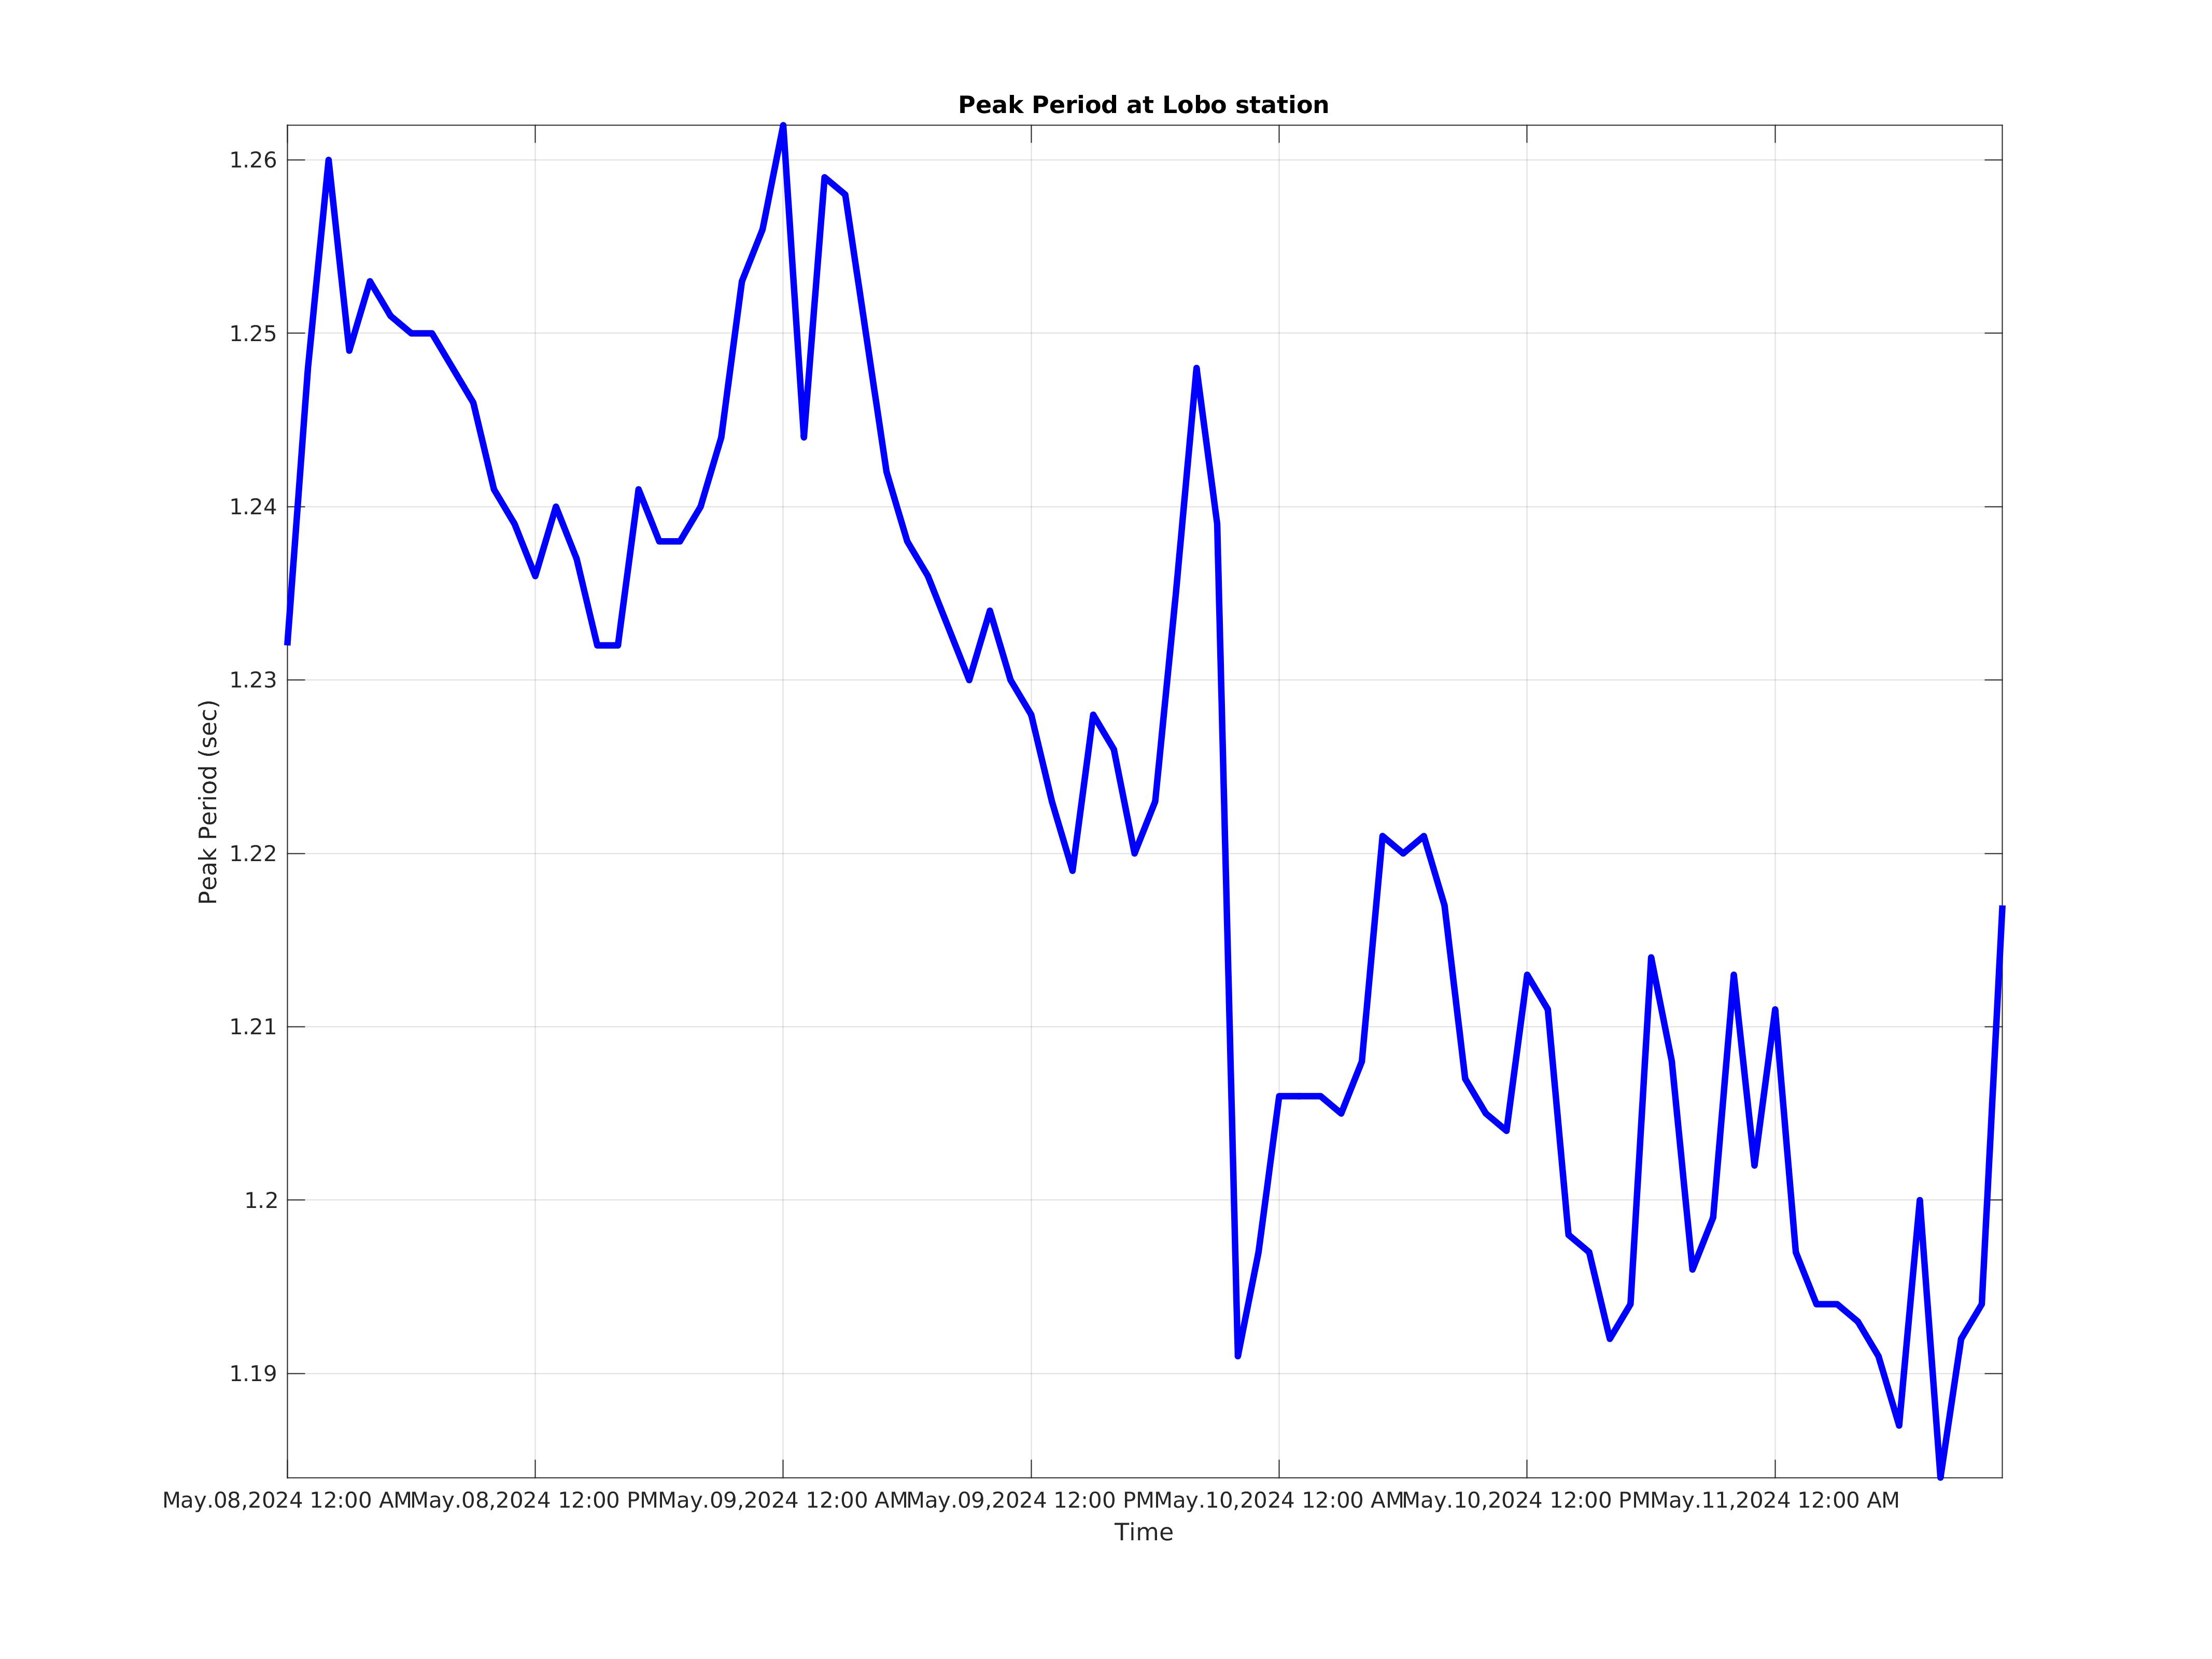 Peak Period at Lobo station
1.26
1.25
1.24
1.23
1.22
1.21
1.2
1.19
Peak Period (sec)
May.08,2024 12:00 AM May.08,2024 12:00 PM May.09,2024 12:00 AM May.09,2024 12:00 PM May.10,2024 12:00 AM May.10,2024 12:00 PM May.11,2024 12:00 AM
Time